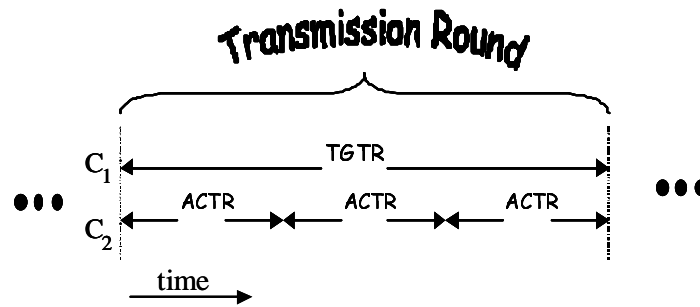 Transmission Round
C1 TGTR
C2 ACTR ACTR ACTR
time